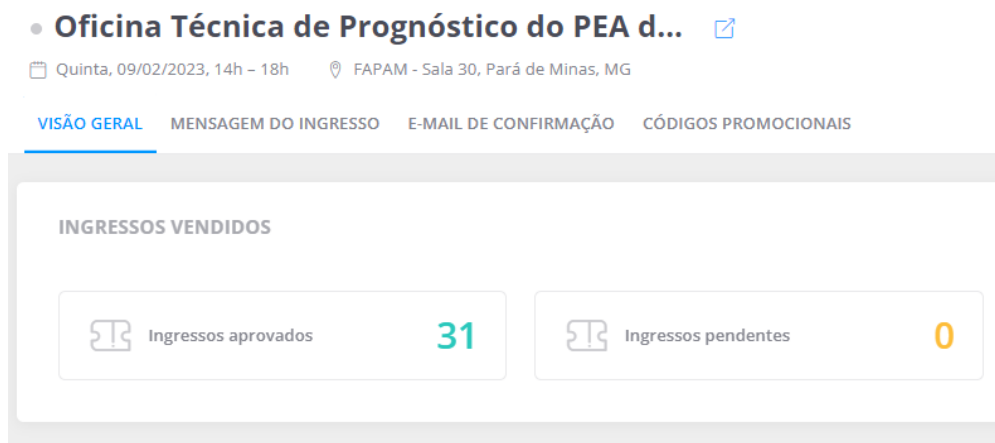 Oficina Técnica de Prognóstico do PEA d...
Quinta, 09/02/2023, 14h – 18h FAPAM - Sala 30, Pará de Minas, MG
VISÃO GERAL MENSAGEM DO INGRESSO E-MAIL DE CONFIRMAÇÃO CÓDIGOS PROMOCIONAIS
INGRESSOS VENDIDOS
Ingressos aprovados 31 Ingressos pendentes 0